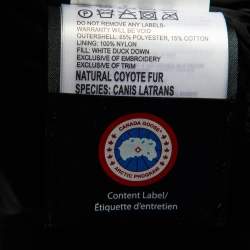 DO NOT REMOVE ANY LABELS/
WARRANTY WILL BE VOID
OUTERSHELL: 85% POLYESTER, 15% COTTON
LINING: 100% NYLON
FILL: WHITE DUCK DOWN
EXCLUSIVE OF EMBROIDERY
EXCLUSIVE OF TRIM
NATURAL COYOTE FUR
SPECIES: CANIS LATRANS
CANADA GOOSE
ARCTIC PROGRAM
Content Label/
Étiquette d'entretien